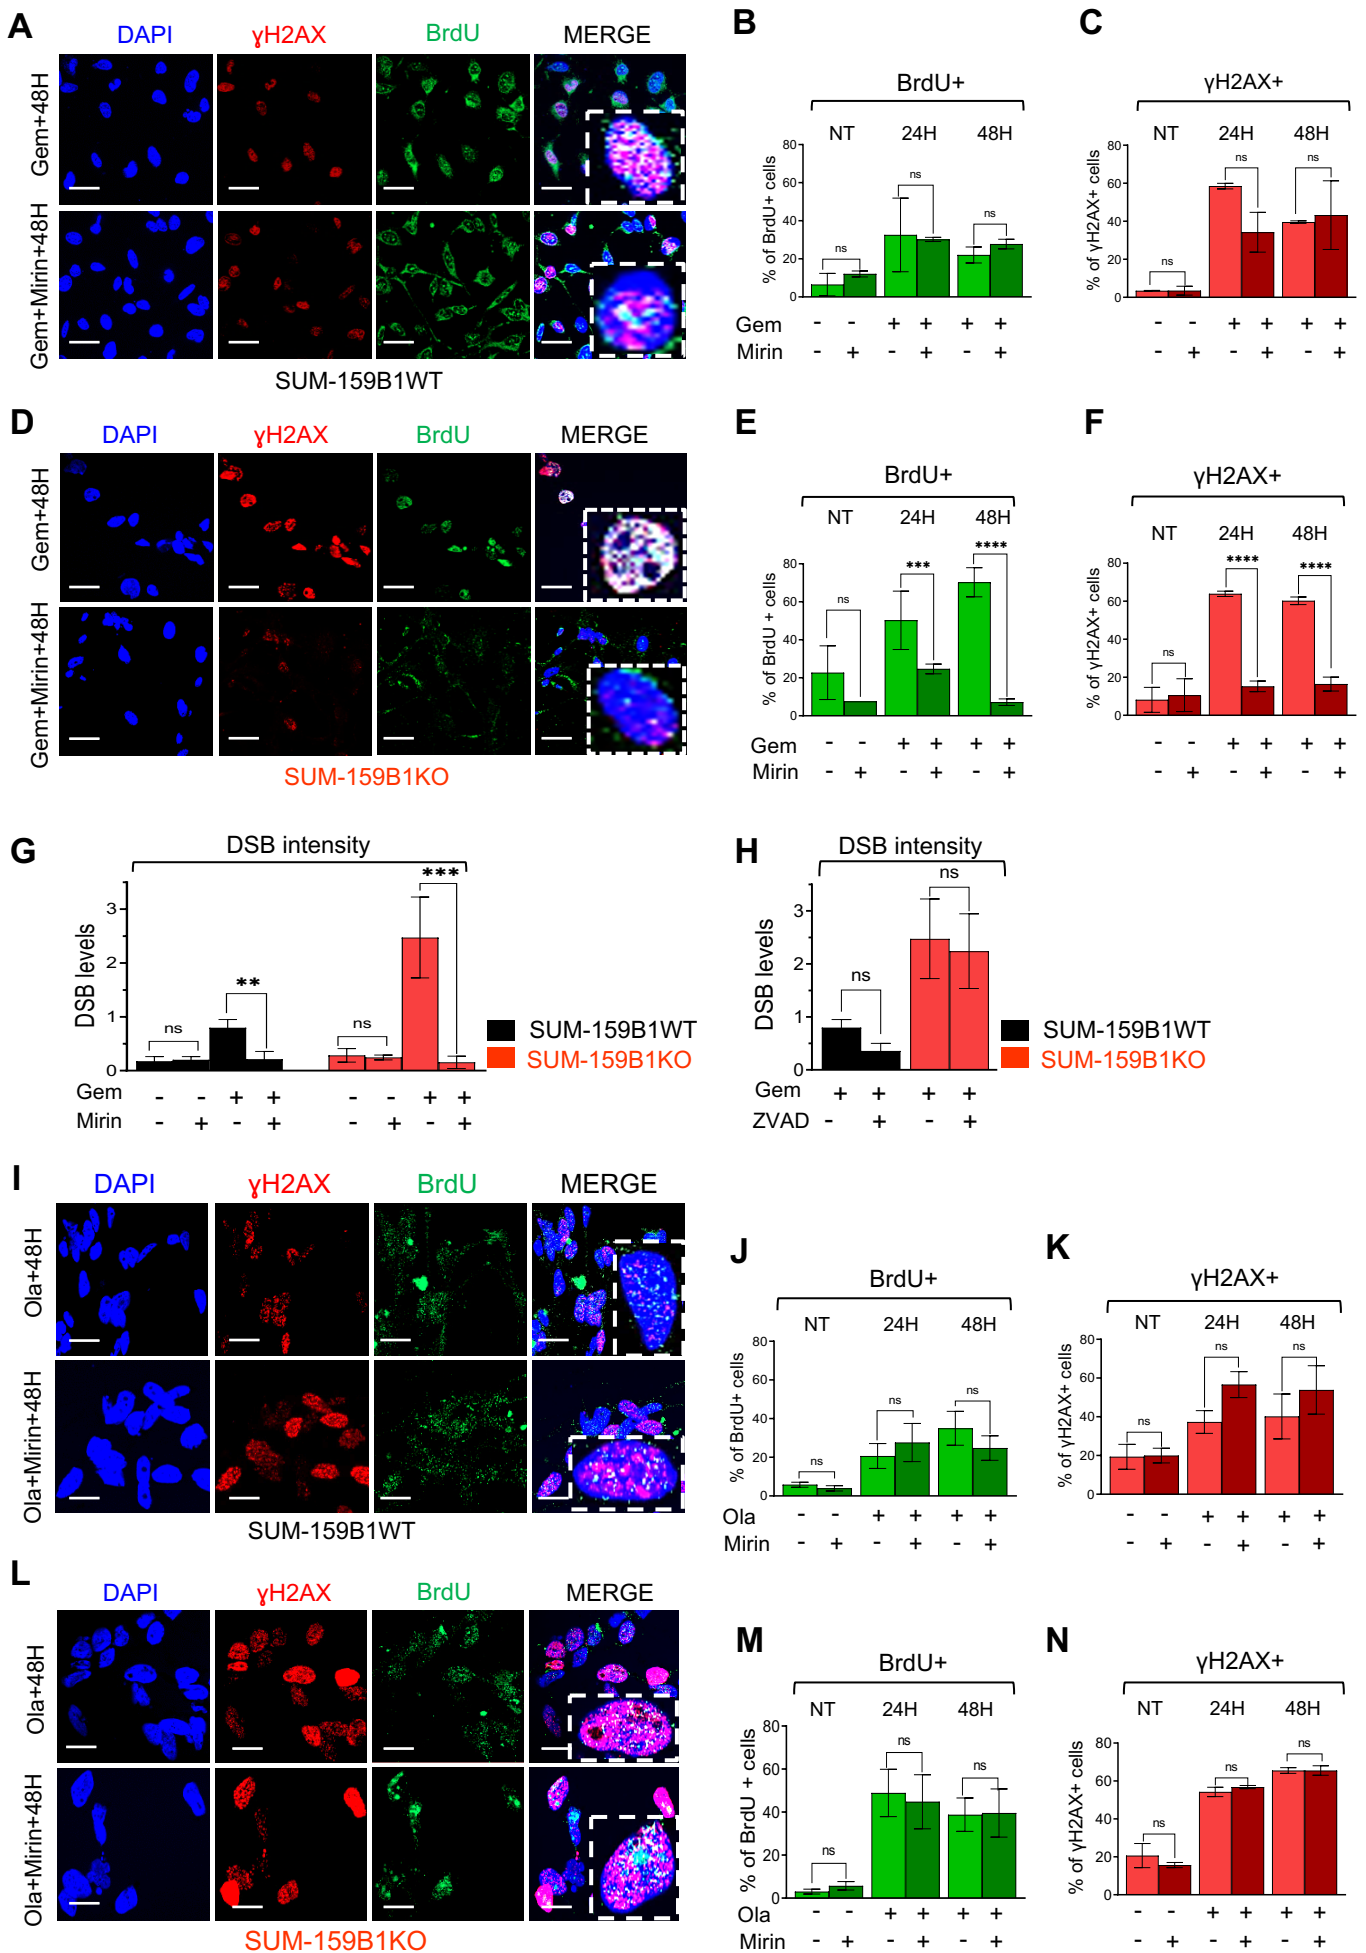 A
DAPI γH2AX BrdU MERGE
Gem+48H
Gem+Mirin+48H
SUM-159B1WT
B
BrdU+
NT 24H 48H
% of BrdU+ cells
80
60
40
20
0
ns ns ns
Gem - - + + + +
Mirin - + - + - +
C
γH2AX+
NT 24H 48H
% of γH2AX+ cells
80
60
40
20
0
ns ns ns
- - + + + +
- + - + - +
D
DAPI γH2AX BrdU MERGE
Gem+48H
Gem+Mirin+48H
SUM-159B1KO
E
BrdU+
NT 24H 48H
% of BrdU + cells
80
60
40
20
0
ns *** ****
Gem - - + + + +
Mirin - + - + - +
F
γH2AX+
NT 24H 48H
% of γH2AX+ cells
80
60
40
20
0
ns **** ****
- - + + + +
- + - + - +
G
DSB intensity
DSB levels
3
2
1
0
ns ** ns ***
Gem - - + + - - + +
Mirin - + - + - + - +
SUM-159B1WT
SUM-159B1KO
H
DSB intensity
DSB levels
3
2
1
0
ns ns
Gem + + + +
ZVAD - + - +
SUM-159B1WT
SUM-159B1KO
I
DAPI γH2AX BrdU MERGE
Ola+48H
Ola+Mirin+48H
SUM-159B1WT
J
BrdU+
NT 24H 48H
% of BrdU+ cells
80
60
40
20
0
ns ns ns
Ola - - + + + +
Mirin - + - + - +
K
γH2AX+
NT 24H 48H
% of γH2AX+ cells
80
60
40
20
0
ns ns ns
- - + + + +
- + - + - +
L
DAPI γH2AX BrdU MERGE
Ola+48H
Ola+Mirin+48H
SUM-159B1KO
M
BrdU+
NT 24H 48H
% of BrdU + cells
80
60
40
20
0
ns ns ns
Ola - - + + + +
Mirin - + - + - +
N
γH2AX+
NT 24H 48H
% of γH2AX+ cells
80
60
40
20
0
ns ns ns
- - + + + +
- + - + - +